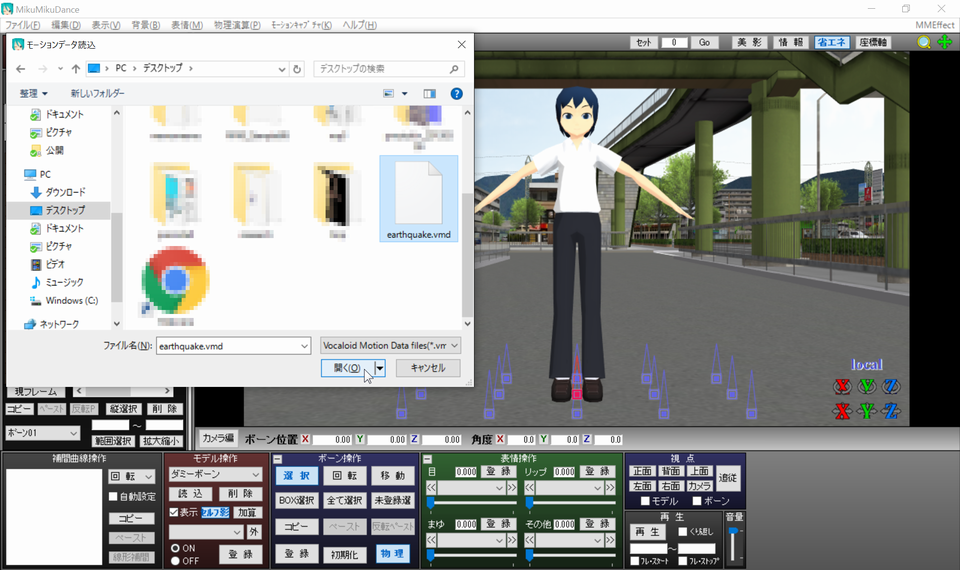 MikuMikuDance
ファイル(F) 編集(D) 表示(V) 背景(B) 表情(M) 物理演算(P) モーションキャプチャ(K) ヘルプ(H) MMEffect
セット 0 Go 美 影 情 報 省エネ 座標軸
モーションデータ読込
PC デスクトップ
デスクトップの検索
整理 新しいフォルダー
ドキュメント
ピクチャ
公開
PC
ダウンロード
デスクトップ
ドキュメント
ピクチャ
ビデオ
ミュージック
Windows (C:)
ネットワーク
earthquake.vmd
ファイル名(N): earthquake.vmd Vocaloid Motion Data files(*.vm
開く(O) キャンセル
local
X Y Z
X Y Z
現フレーム
コピー ペースト 反転P 縦選択 削 除
ボーン01 ～
範囲選択 拡大縮小
カメラ編 ボーン位置 X 0.00 Y 0.00 Z 0.00 角度 X 0.0 Y 0.0 Z 0.0
補間曲線操作
回 転
自動設定
コピー
ペースト
線形補間
モデル操作
ダミーボーン
読 込 削 除
表示 セルフ影 加算
外
ON
OFF
登 録
ボーン操作
選 択 回 転 移 動
BOX選択 全て選択 未登録選
コピー ペースト 反転ペースト
登 録 初期化 物 理
表情操作
目 0.000 登 録 リップ 0.000 登 録
まゆ 0.000 登 録 その他 0.000 登 録
視 点
正面 背面 上面
左面 右面 カメラ 追従
モデル ボーン
再 生
再 生 くり返し
～
フレ・スタート フレ・ストップ
音量